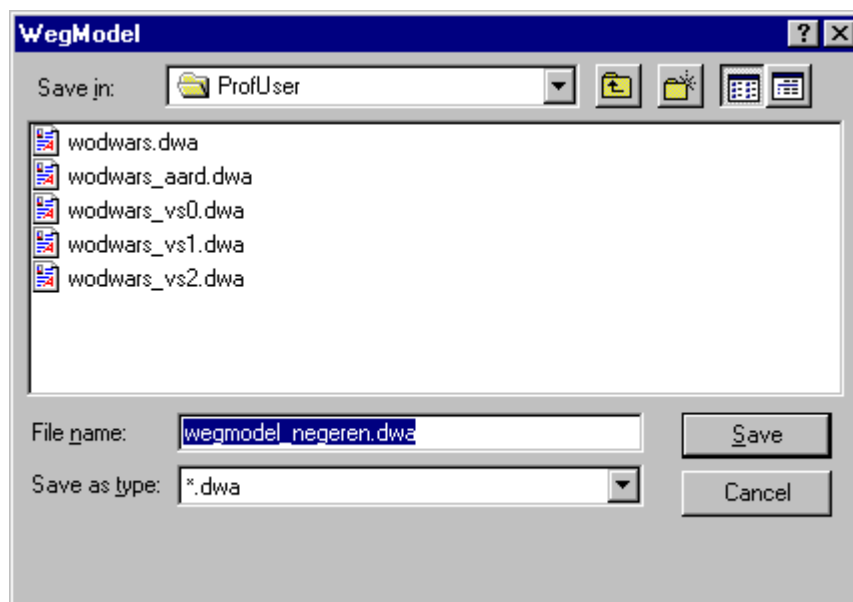 WegModel
Save in: ProfUser
wodwars.dwa
wodwars_aard.dwa
wodwars_vs0.dwa
wodwars_vs1.dwa
wodwars_vs2.dwa
File name: wegmodel_negeren.dwa Save
Save as type: *.dwa Cancel